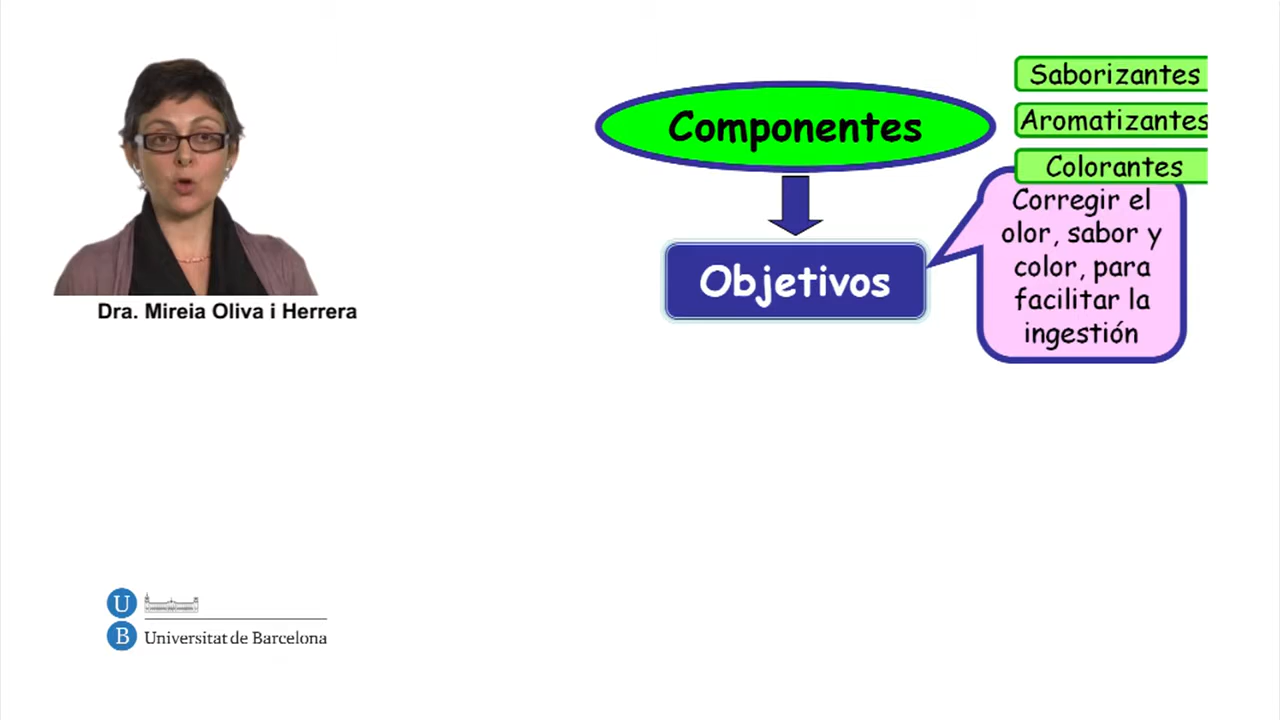 Saborizantes
Componentes
Aromatizantes
Colorantes
Corregir el
olor, sabor y
color, para
facilitar la
ingestión
Objetivos
Dra. Mireia Oliva i Herrera
U
B Universitat de Barcelona